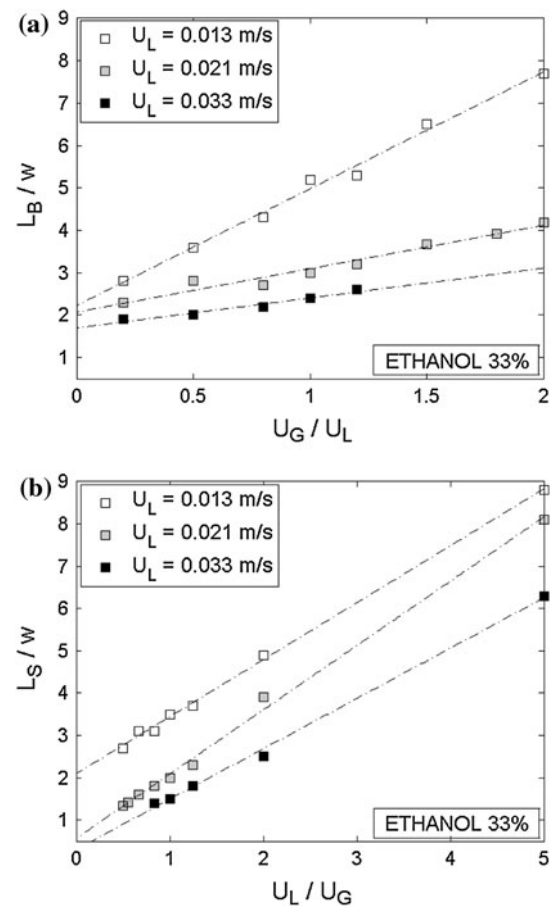 (a)
U_L = 0.013 m/s
U_L = 0.021 m/s
U_L = 0.033 m/s
9
8
7
6
5
4
3
2
1
L_B / w
ETHANOL 33%
0
0.5
1
1.5
2
U_G / U_L
(b)
U_L = 0.013 m/s
U_L = 0.021 m/s
U_L = 0.033 m/s
9
8
7
6
5
4
3
2
1
L_S / w
ETHANOL 33%
0
1
2
3
4
5
U_L / U_G